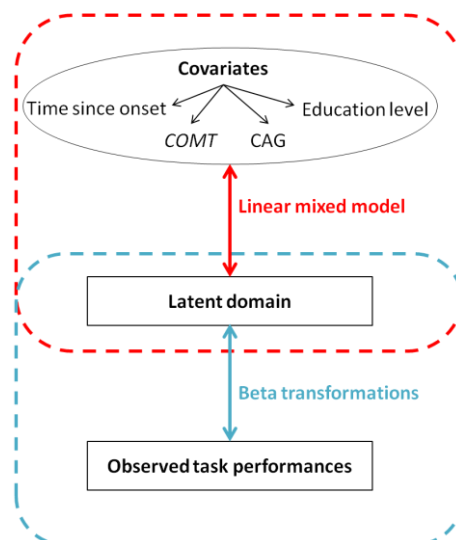 Covariates
Time since onset
Education level
COMT
CAG
Linear mixed model
Latent domain
Beta transformations
Observed task performances